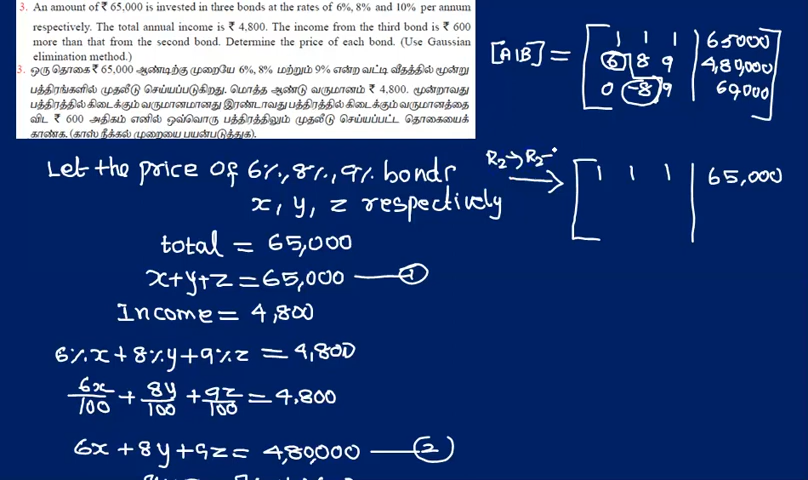 3. An amount of ₹ 65,000 is invested in three bonds at the rates of 6%, 8% and 10% per annum
respectively. The total annual income is ₹ 4,800. The income from the third bond is ₹ 600
more than that from the second bond. Determine the price of each bond. (Use Gaussian
elimination method.)
3. ஒரு தொகை ₹ 65,000 ஆண்டிற்கு முறையே 6%, 8% மற்றும் 9% என்ற வட்டி வீதத்தில் மூன்று
பத்திரங்களில் முதலீடு செய்யப்படுகிறது. மொத்த ஆண்டு வருமானம் ₹ 4,800. மூன்றாவது
பத்திரத்தில் கிடைக்கும் வருமானமானது இரண்டாவது பத்திரத்தில் கிடைக்கும் வருமானத்தை
விட ₹ 600 அதிகம் எனில் ஒவ்வொரு பத்திரத்திலும் முதலீடு செய்யப்பட்ட தொகையைக்
காண்க. (காஸ் நீக்கல் முறையை பயன்படுத்துக).
Let the price of 6%, 8%, 9% bonds
x, y, z respectively
total = 65,000
x+y+z = 65,000 — 1
Income = 4,800
6% x + 8% y + 9% z = 4,800
6x/100 + 8y/100 + 9z/100 = 4,800
6x + 8y + 9z = 4,80,000 — 2
[A|B] = [ 1 1 1 | 65000
6 8 9 | 4,80,000
0 -8 9 | 60,000 ]
R2→R2-
[ 1 1 1 | 65,000